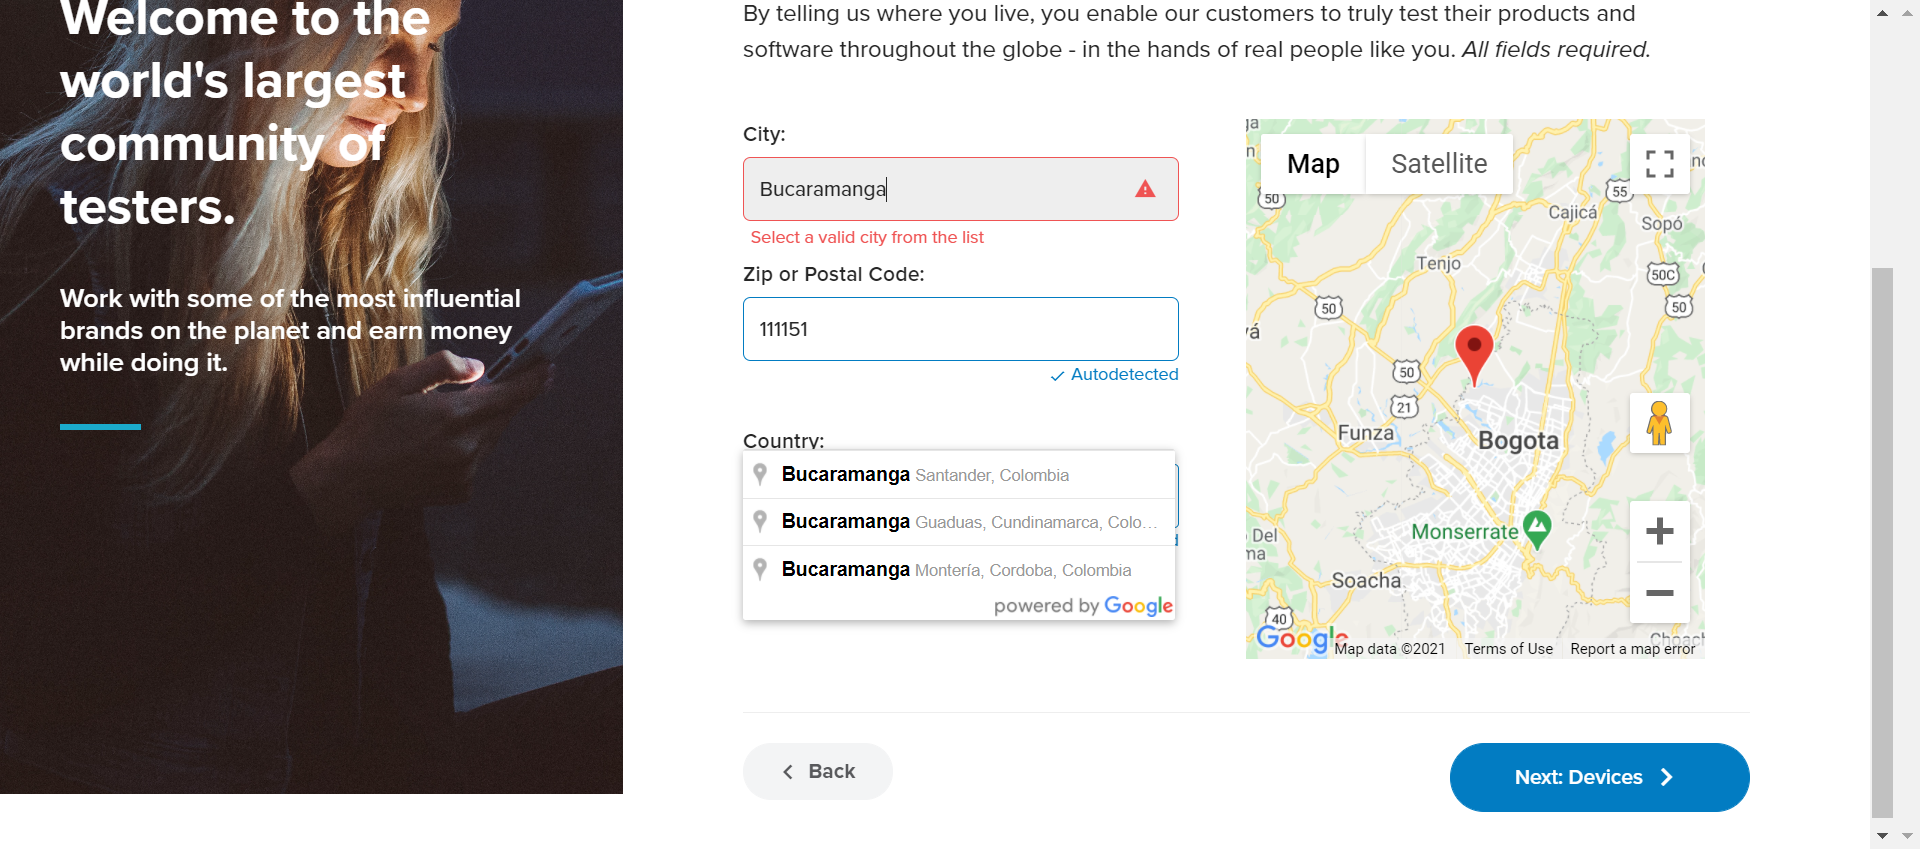 Welcome to the
world's largest
community of
testers.
Work with some of the most influential
brands on the planet and earn money
while doing it.
By telling us where you live, you enable our customers to truly test their products and
software throughout the globe - in the hands of real people like you. All fields required.
City:
Bucaramanga
Select a valid city from the list
Zip or Postal Code:
111151
Autodetected
Country:
Bucaramanga Santander, Colombia
Bucaramanga Guaduas, Cundinamarca, Colo...
Bucaramanga Montería, Cordoba, Colombia
powered by Google
Map
Satellite
50
55
Cajicá
Sopó
Tenjo
50C
50
50
50
21
Funza
Bogota
Monserrate
Del
Soacha
40
Google
Choach
Map data ©2021
Terms of Use
Report a map error
Back
Next: Devices